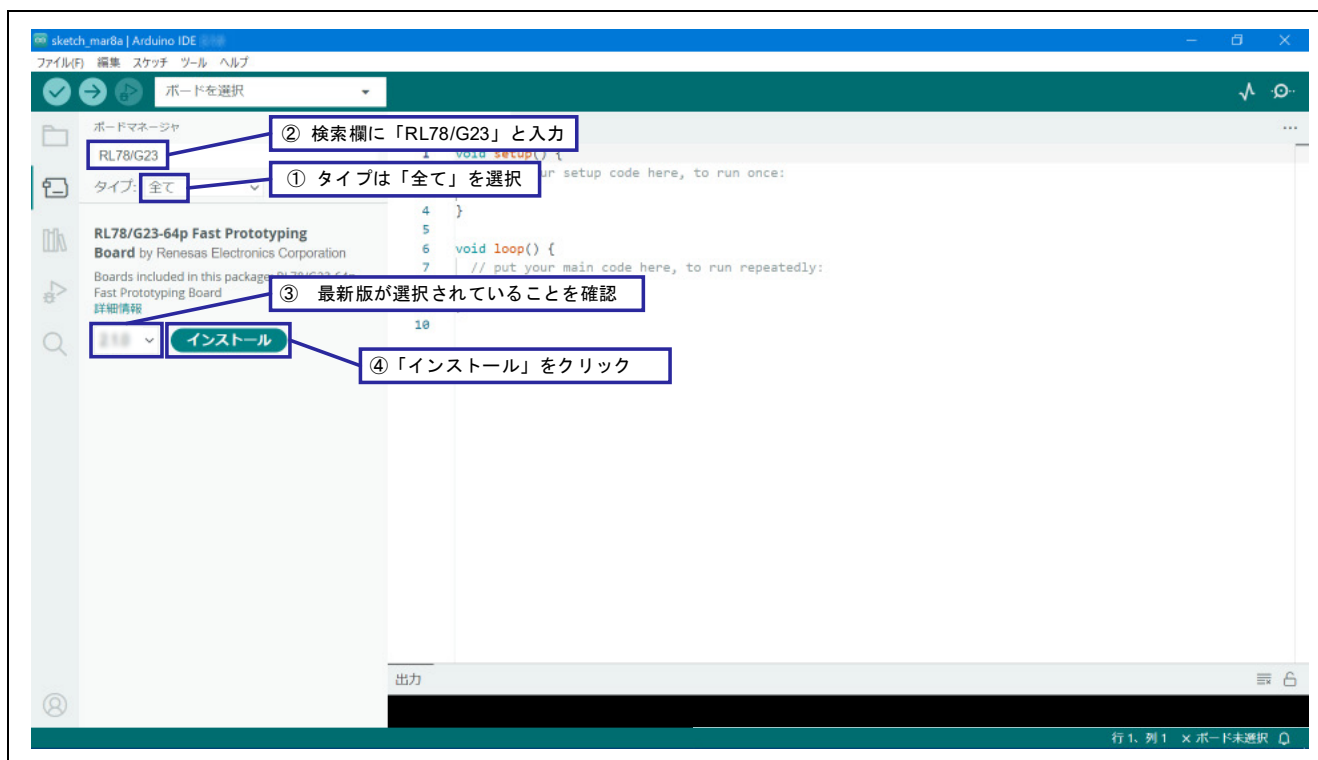 sketch_mar8a | Arduino IDE
ファイル(F) 編集 スケッチ ツール ヘルプ
ボードを選択
ボードマネージャ
RL78/G23
② 検索欄に「RL78/G23」と入力
タイプ: 全て
① タイプは「全て」を選択
RL78/G23-64p Fast Prototyping
Board by Renesas Electronics Corporation
Boards included in this package:
Fast Prototyping Board
詳細情報
③ 最新版が選択されていることを確認
インストール
④「インストール」をクリック
1 void setup() {
ur setup code here, to run once:
4 }
5
6 void loop() {
7 // put your main code here, to run repeatedly:
10
出力
行 1、列 1 × ボード未選択